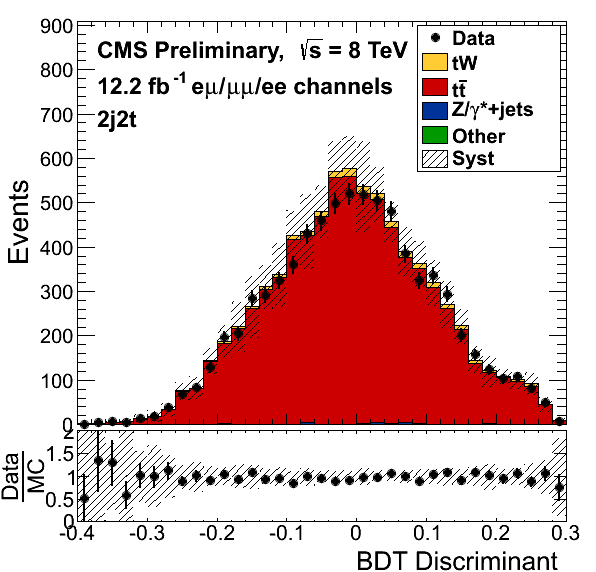 900
800
700
600
500
400
300
200
100
0
Events
CMS Preliminary, √s = 8 TeV
12.2 fb⁻¹ eμ/μμ/ee channels
2j2t
Data
tW
tt̄
Z/γ*+jets
Other
Syst
2
1.5
1
0.5
0
Data
MC
-0.4
-0.3
-0.2
-0.1
0
0.1
0.2
0.3
BDT Discriminant